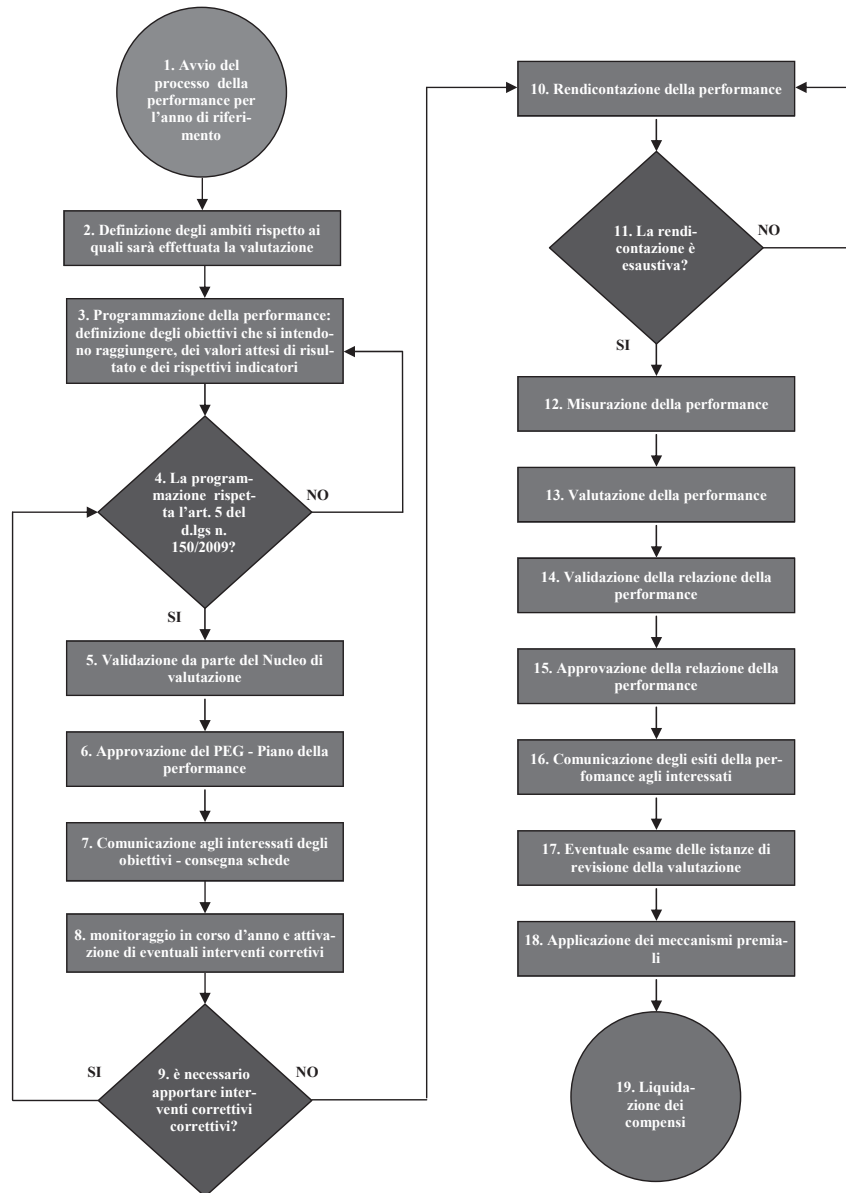 1. Avvio del
processo della
performance per
l'anno di riferi-
mento
2. Definizione degli ambiti rispetto ai
quali sarà effettuata la valutazione
3. Programmazione della performance:
definizione degli obiettivi che si intendo-
no raggiungere, dei valori attesi di risul-
tato e dei rispettivi indicatori
4. La program-
mazione rispet-
ta l'art. 5 del
d.lgs n.
150/2009?
NO
SI
5. Validazione da parte del Nucleo di
valutazione
6. Approvazione del PEG - Piano della
performance
7. Comunicazione agli interessati degli
obiettivi - consegna schede
8. monitoraggio in corso d'anno e attiva-
zione di eventuali interventi corretivi
SI
9. è necessario
apportare inter-
venti correttivi
correttivi?
NO
10. Rendicontazione della performance
11. La rendi-
contazione è
esaustiva?
NO
SI
12. Misurazione della performance
13. Valutazione della performance
14. Validazione della relazione della
performance
15. Approvazione della relazione della
performance
16. Comunicazione degli esiti della per-
fomance agli interessati
17. Eventuale esame delle istanze di
revisione della valutazione
18. Applicazione dei meccanismi premia-
li
19. Liquida-
zione dei
compensi